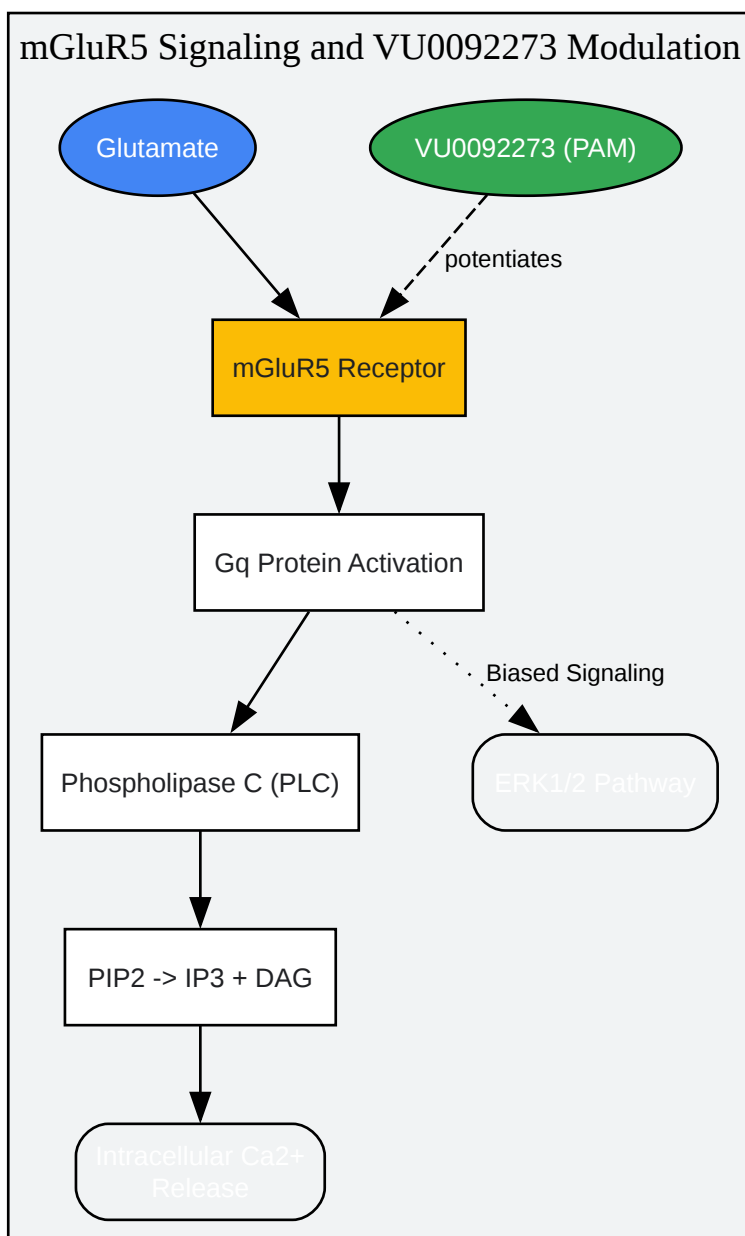 mGluR5 Signaling and VU0092273 Modulation
Glutamate
VU0092273 (PAM)
potentiates
mGluR5 Receptor
Gq Protein Activation
Biased Signaling
Phospholipase C (PLC)
ERK1/2 Pathway
PIP2 -> IP3 + DAG
Intracellular Ca2+
Release